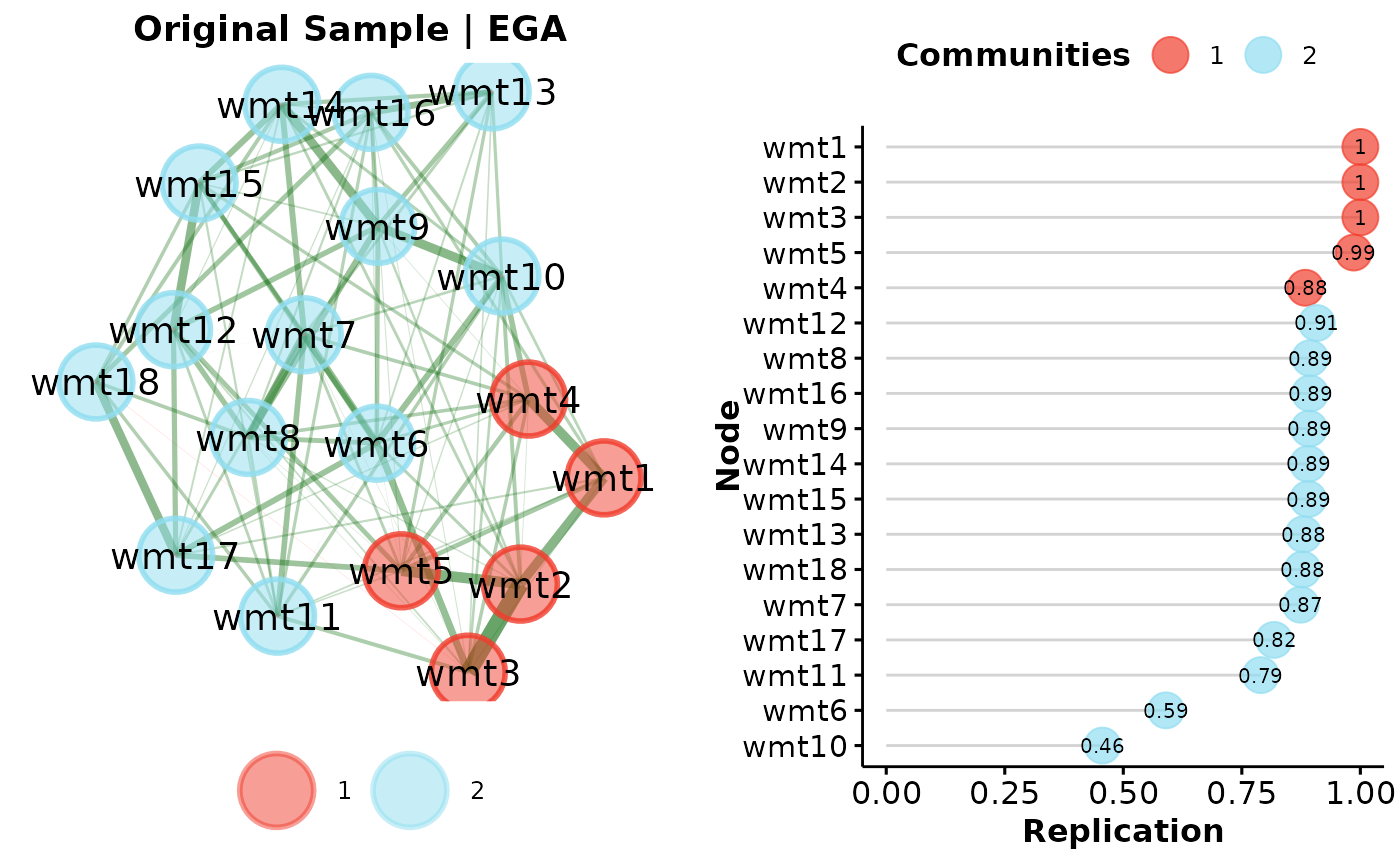 Original Sample | EGA
wmt13
wmt14
wmt16
wmt15
wmt9
wmt10
wmt12
wmt7
wmt18
wmt4
wmt8
wmt6
wmt1
wmt17
wmt5
wmt2
wmt11
wmt3
1 2
Communities 1 2
Node
wmt1 1
wmt2 1
wmt3 1
wmt5 0.99
wmt4 0.88
wmt12 0.91
wmt8 0.89
wmt16 0.89
wmt9 0.89
wmt14 0.89
wmt15 0.89
wmt13 0.88
wmt18 0.88
wmt7 0.87
wmt17 0.82
wmt11 0.79
wmt6 0.59
wmt10 0.46
0.00 0.25 0.50 0.75 1.00
Replication